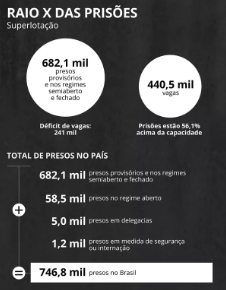 RAIO X DAS PRISÕES
Superlotação
682,1 mil
presos
provisórios
e nos regimes
semiaberto
e fechado
440,5 mil
vagas
Déficit de vagas:
241 mil
Prisões estão 56,1%
acima da capacidade
TOTAL DE PRESOS NO PAÍS
682,1 mil presos provisórios e nos regimes
semiaberto e fechado
58,5 mil presos no regime aberto
5,0 mil presos em delegacias
1,2 mil presos em medida de segurança
ou internação
746,8 mil presos no Brasil